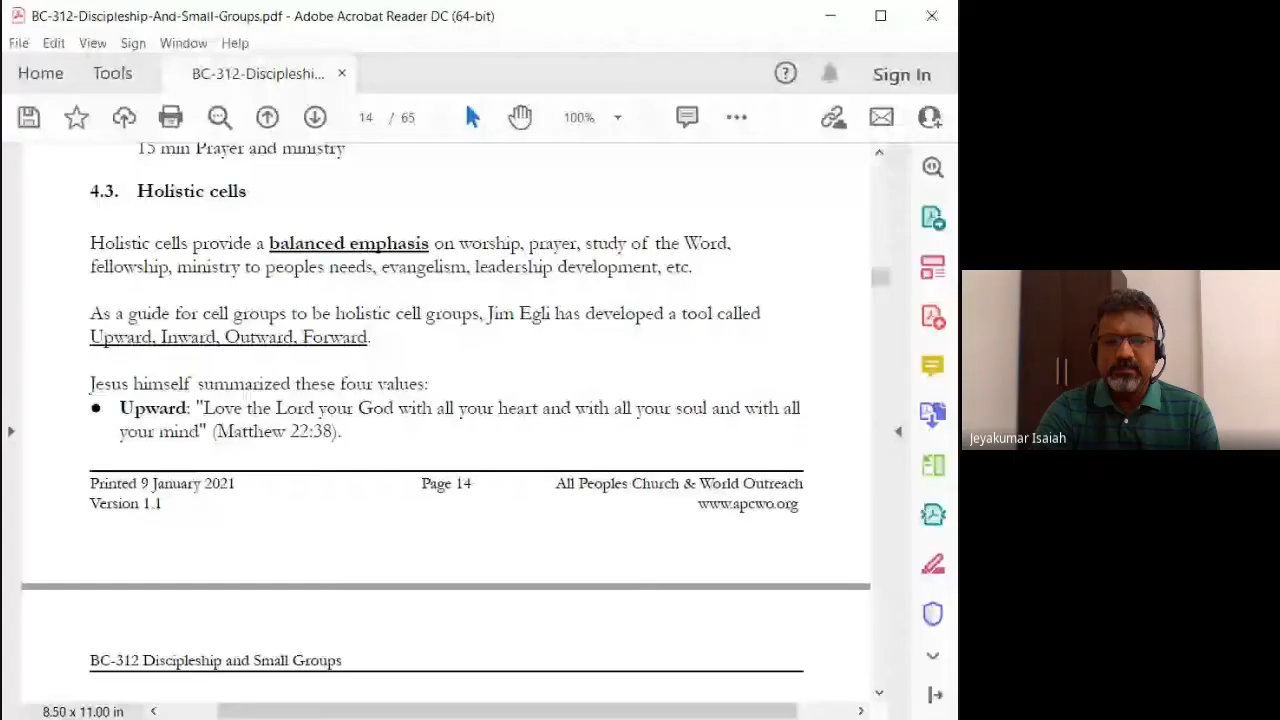 BC-312-Discipleship-And-Small-Groups.pdf - Adobe Acrobat Reader DC (64-bit)
File Edit View Sign Window Help
Home Tools BC-312-Discipleshi... × Sign In
14 / 65 100%
15 min Prayer and ministry
4.3. Holistic cells
Holistic cells provide a balanced emphasis on worship, prayer, study of the Word,
fellowship, ministry to peoples needs, evangelism, leadership development, etc.
As a guide for cell groups to be holistic cell groups, Jim Egli has developed a tool called
Upward, Inward, Outward, Forward.
Jesus himself summarized these four values:
● Upward: "Love the Lord your God with all your heart and with all your soul and with all
your mind" (Matthew 22:38).
Printed 9 January 2021 Page 14 All Peoples Church & World Outreach
Version 1.1 www.apcwo.org
BC-312 Discipleship and Small Groups
8.50 x 11.00 in
Jeyakumar Isaiah